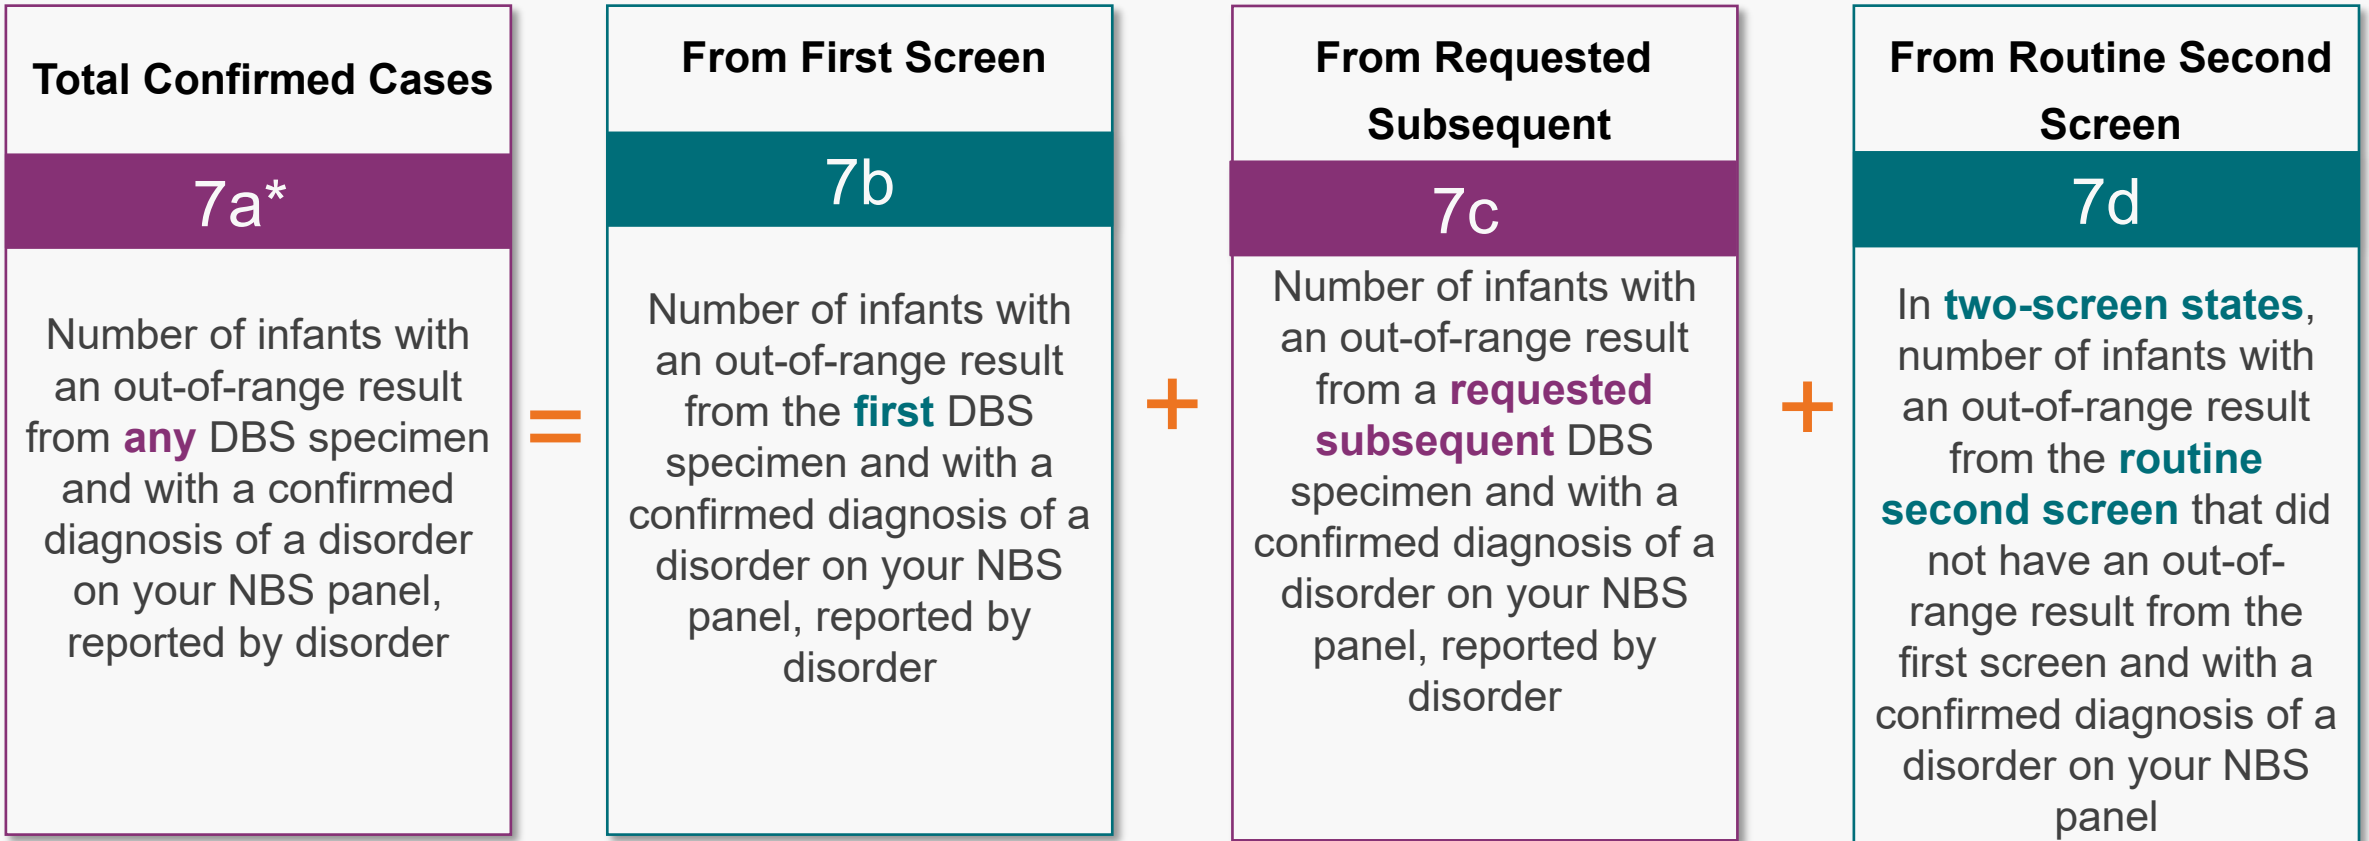 Total Confirmed Cases
7a*
Number of infants with
an out-of-range result
from any DBS specimen
and with a confirmed
diagnosis of a disorder
on your NBS panel,
reported by disorder
=
From First Screen
7b
Number of infants with
an out-of-range result
from the first DBS
specimen and with a
confirmed diagnosis of a
disorder on your NBS
panel, reported by
disorder
+
From Requested
Subsequent
7c
Number of infants with
an out-of-range result
from a requested
subsequent DBS
specimen and with a
confirmed diagnosis of a
disorder on your NBS
panel, reported by
disorder
+
From Routine Second
Screen
7d
In two-screen states,
number of infants with
an out-of-range result
from the routine
second screen that did
not have an out-of-
range result from the
first screen and with a
confirmed diagnosis of a
disorder on your NBS
panel